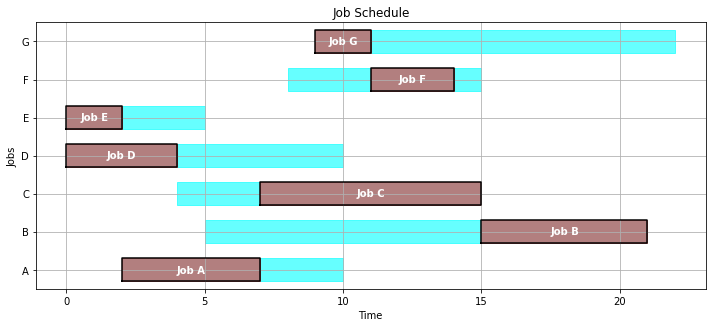 Job Schedule
Jobs
G
Job G
F
Job F
E
Job E
D
Job D
C
Job C
B
Job B
A
Job A
0 5 10 15 20
Time